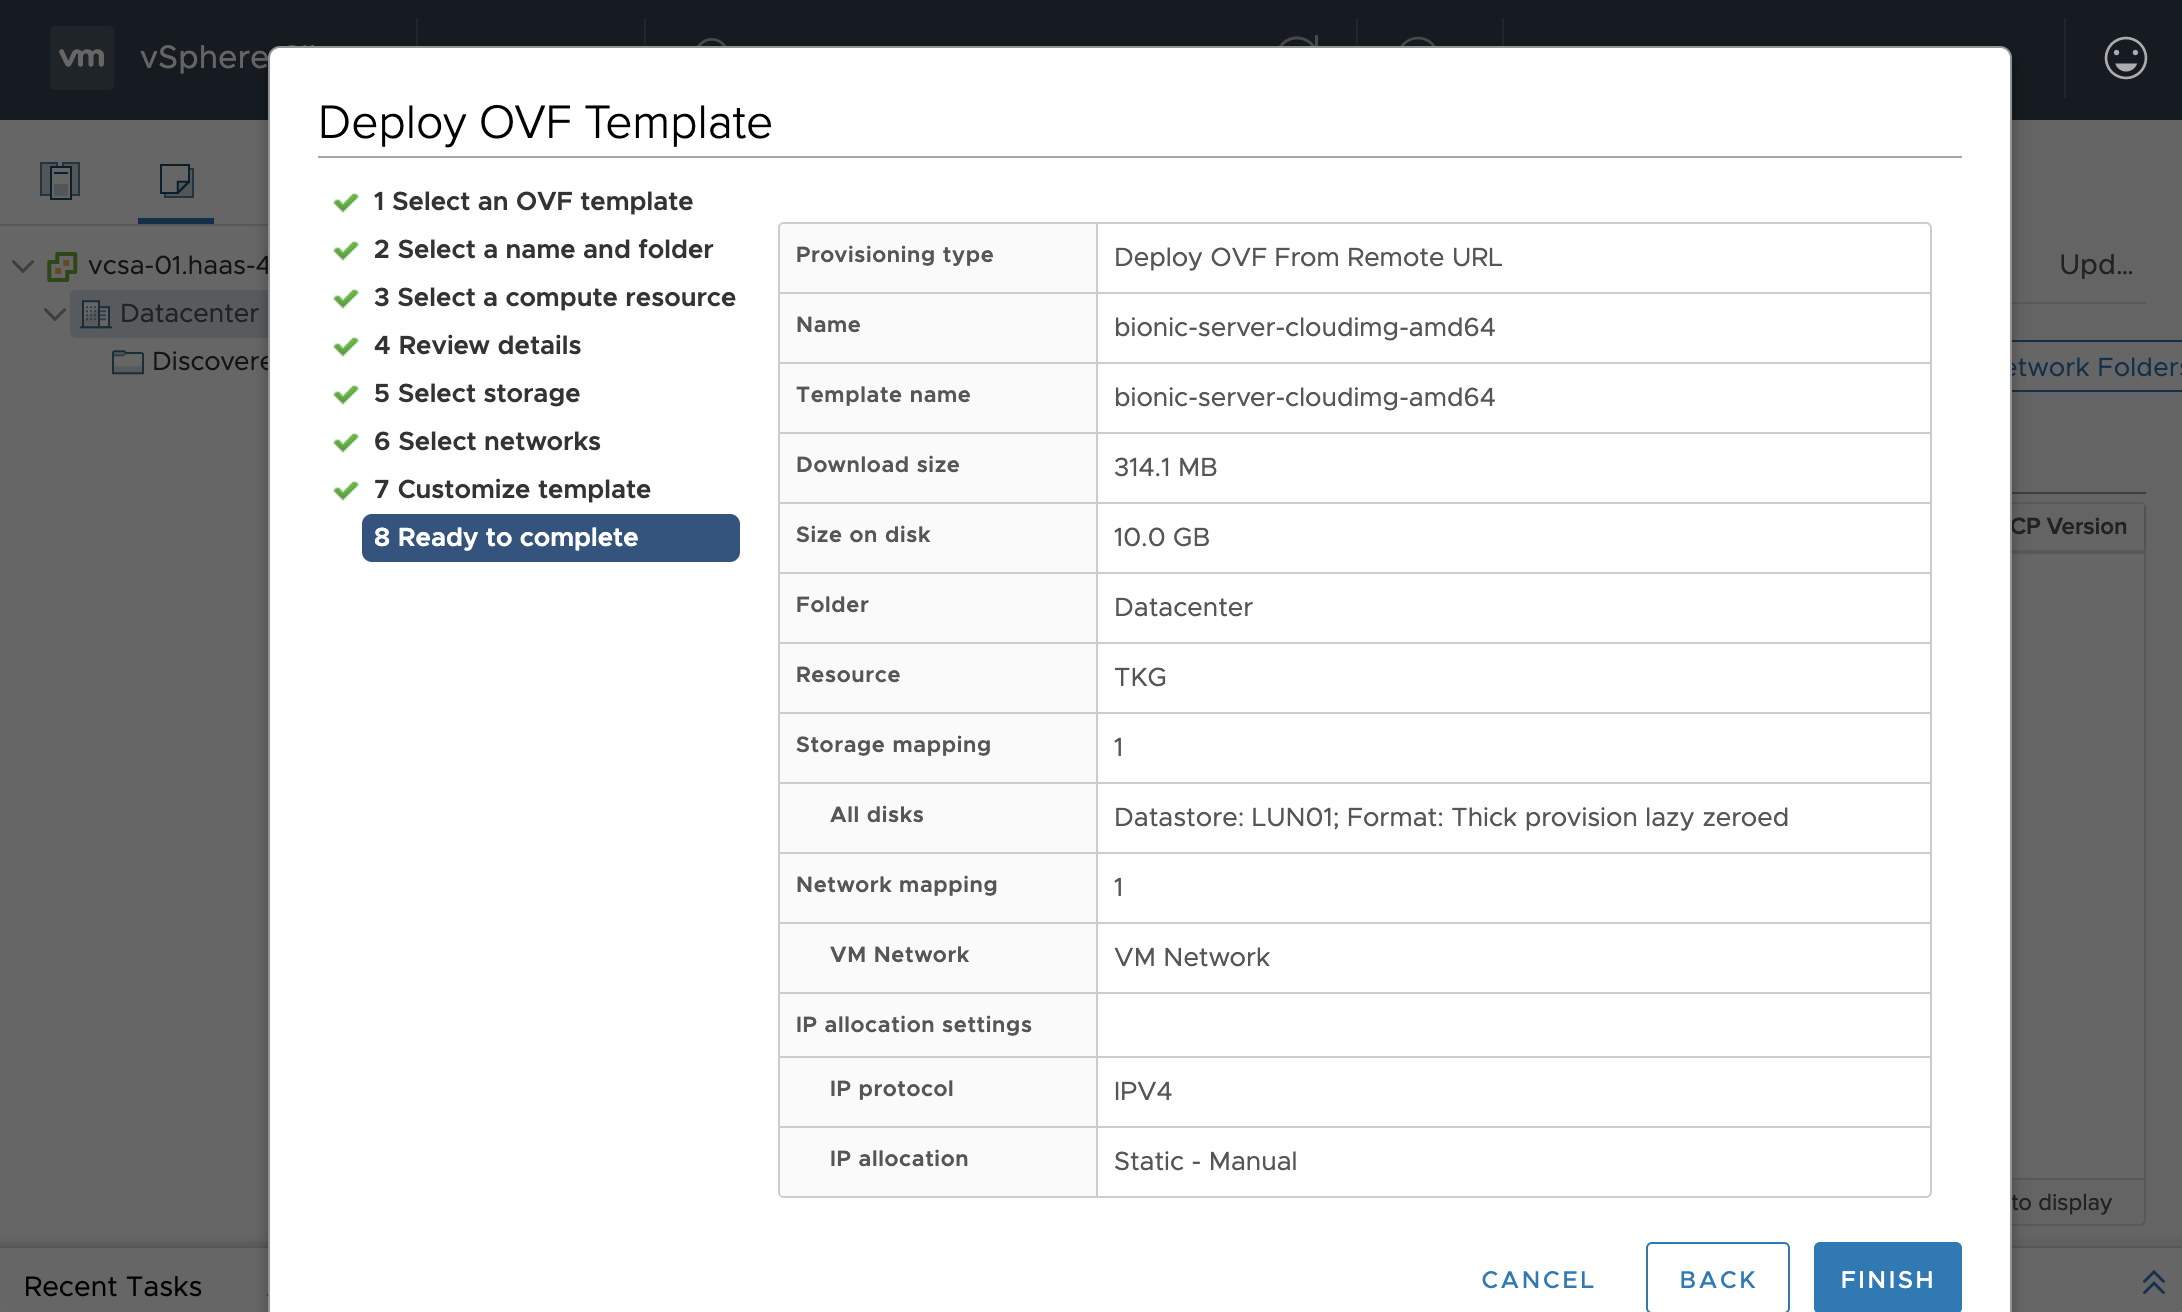 vm vSphere
Deploy OVF Template
1 Select an OVF template
2 Select a name and folder
3 Select a compute resource
4 Review details
5 Select storage
6 Select networks
7 Customize template
8 Ready to complete
Provisioning type Deploy OVF From Remote URL
Name bionic-server-cloudimg-amd64
Template name bionic-server-cloudimg-amd64
Download size 314.1 MB
Size on disk 10.0 GB
Folder Datacenter
Resource TKG
Storage mapping 1
All disks Datastore: LUN01; Format: Thick provision lazy zeroed
Network mapping 1
VM Network VM Network
IP allocation settings
IP protocol IPV4
IP allocation Static - Manual
CANCEL BACK FINISH
vcsa-01.haas-4
Datacenter
Discovere
Upd...
etwork Folders
CP Version
to display
Recent Tasks